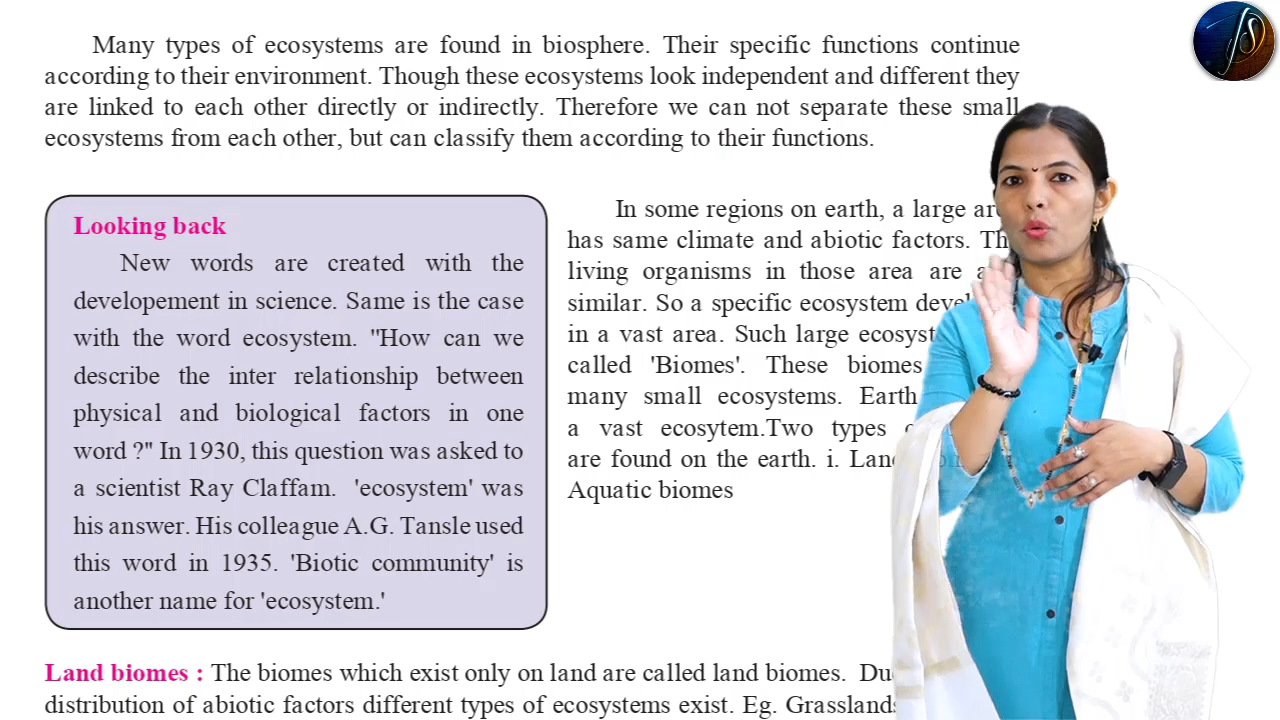 Many types of ecosystems are found in biosphere. Their specific functions continue
according to their environment. Though these ecosystems look independent and different they
are linked to each other directly or indirectly. Therefore we can not separate these small
ecosystems from each other, but can classify them according to their functions.
Looking back
New words are created with the
developement in science. Same is the case
with the word ecosystem. "How can we
describe the inter relationship between
physical and biological factors in one
word ?" In 1930, this question was asked to
a scientist Ray Claffam. 'ecosystem' was
his answer. His colleague A.G. Tansle used
this word in 1935. 'Biotic community' is
another name for 'ecosystem.'
In some regions on earth, a large
has same climate and abiotic factors.
living organisms in those area are
similar. So a specific ecosystem
in a vast area. Such large
called 'Biomes'. These biomes
many small ecosystems. Earth
a vast ecosytem.Two types
are found on the earth. i.
Aquatic biomes
Land biomes : The biomes which exist only on land are called land biomes.
distribution of abiotic factors different types of ecosystems exist. Eg. Grasslands